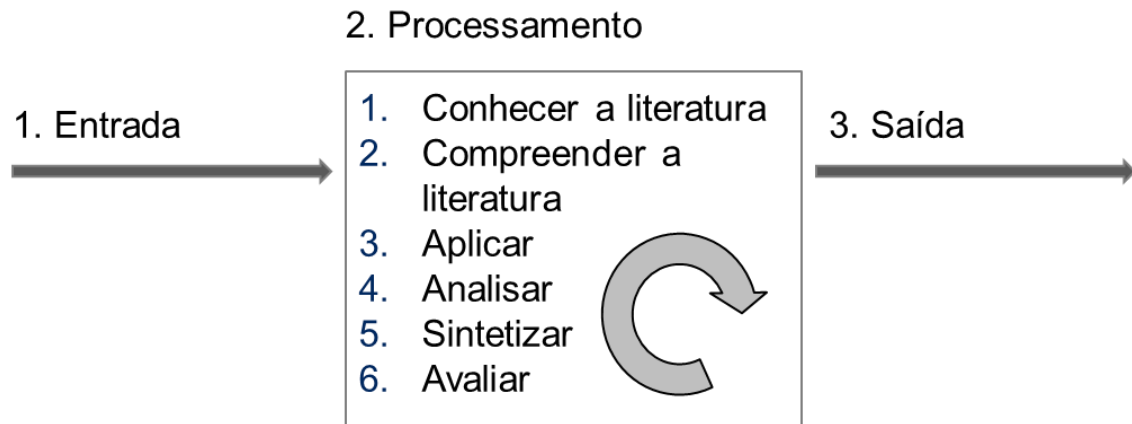 2. Processamento
1. Entrada
1. Conhecer a literatura
2. Compreender a
literatura
3. Aplicar
4. Analisar
5. Sintetizar
6. Avaliar
3. Saída